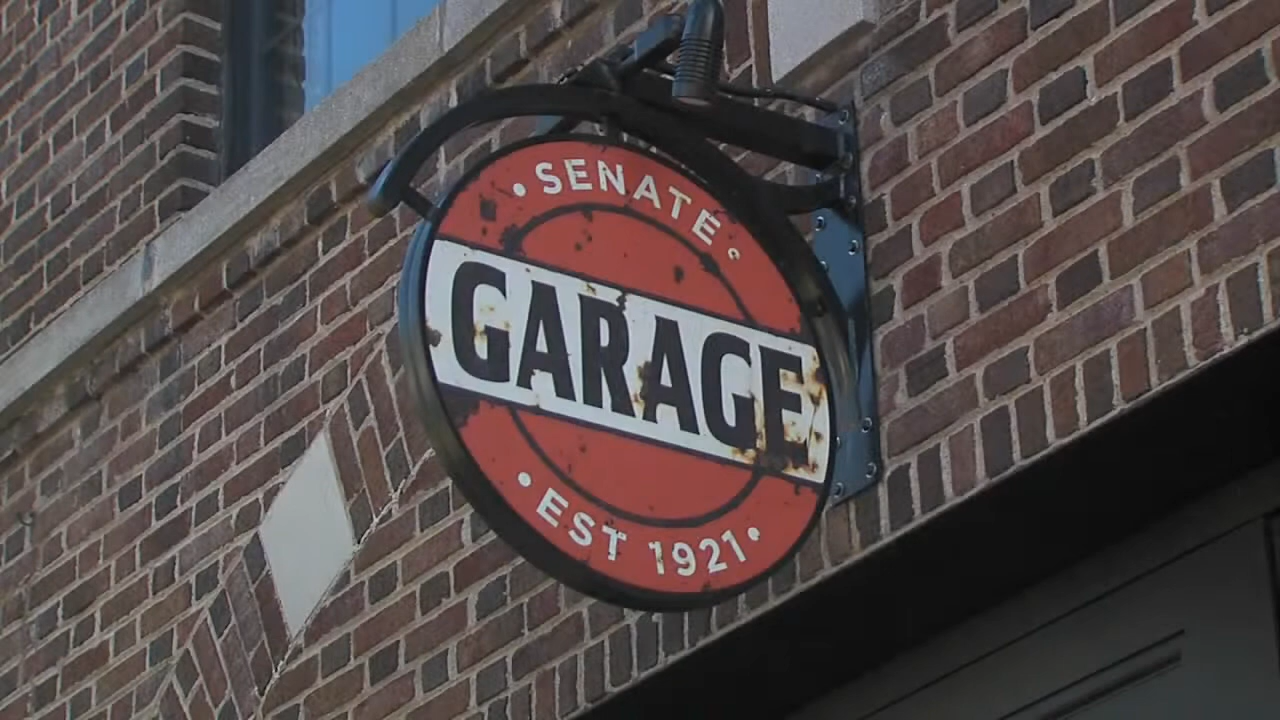 • SENATE •
GARAGE
• EST 1921 •